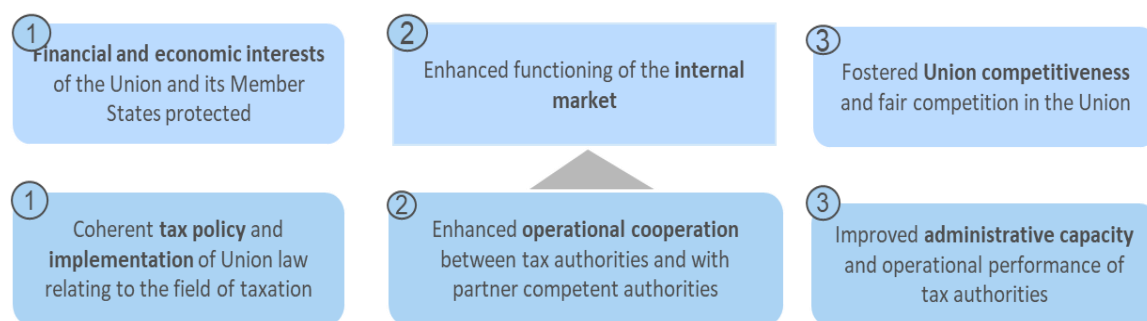 1
Financial and economic interests
of the Union and its Member
States protected
2
Enhanced functioning of the internal
market
3
Fostered Union competitiveness
and fair competition in the Union
1
Coherent tax policy and
implementation of Union law
relating to the field of taxation
2
Enhanced operational cooperation
between tax authorities and with
partner competent authorities
3
Improved administrative capacity
and operational performance of
tax authorities